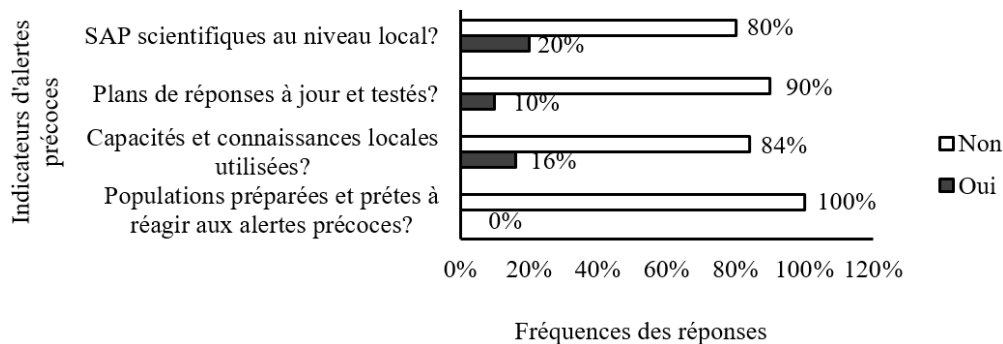 Indicateurs d'alertes
précoces
SAP scientifiques au niveau local?
80%
20%
Plans de réponses à jour et testés?
90%
10%
Capacités et connaissances locales
utilisées?
84%
16%
Populations préparées et prétes à
réagir aux alertes précoces?
100%
0%
Non
Oui
0% 20% 40% 60% 80% 100% 120%
Fréquences des réponses